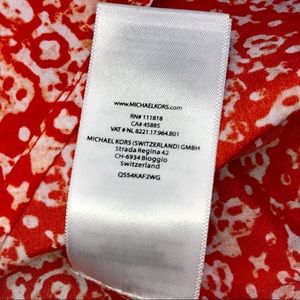 www.MICHAELKORS.com
RN# 111818
CA# 45885
VAT # NL 8221.17.964.B01
MICHAEL KORS (SWITZERLAND) GMBH
Strada Regina 42
CH-6934 Bioggio
Switzerland
QS54KAF2WG